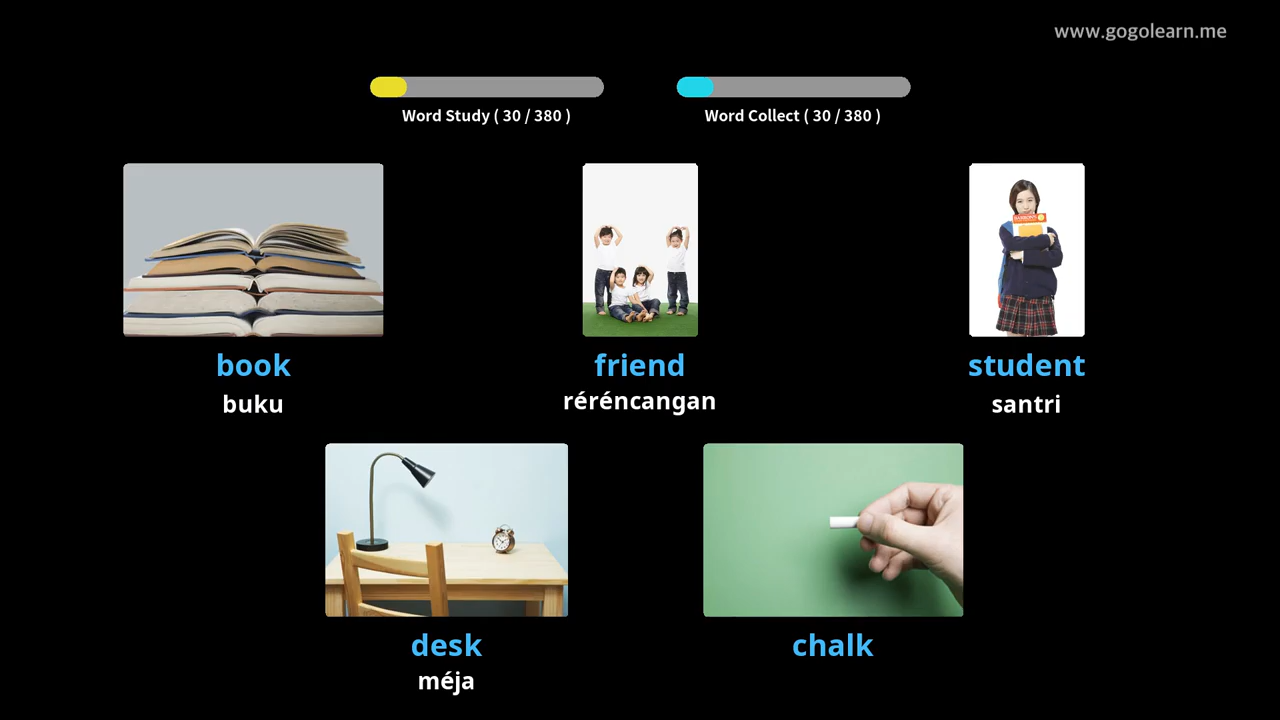 www.gogolearn.me
Word Study ( 30 / 380 )
Word Collect ( 30 / 380 )
book
buku
friend
réréncangan
student
santri
desk
méja
chalk